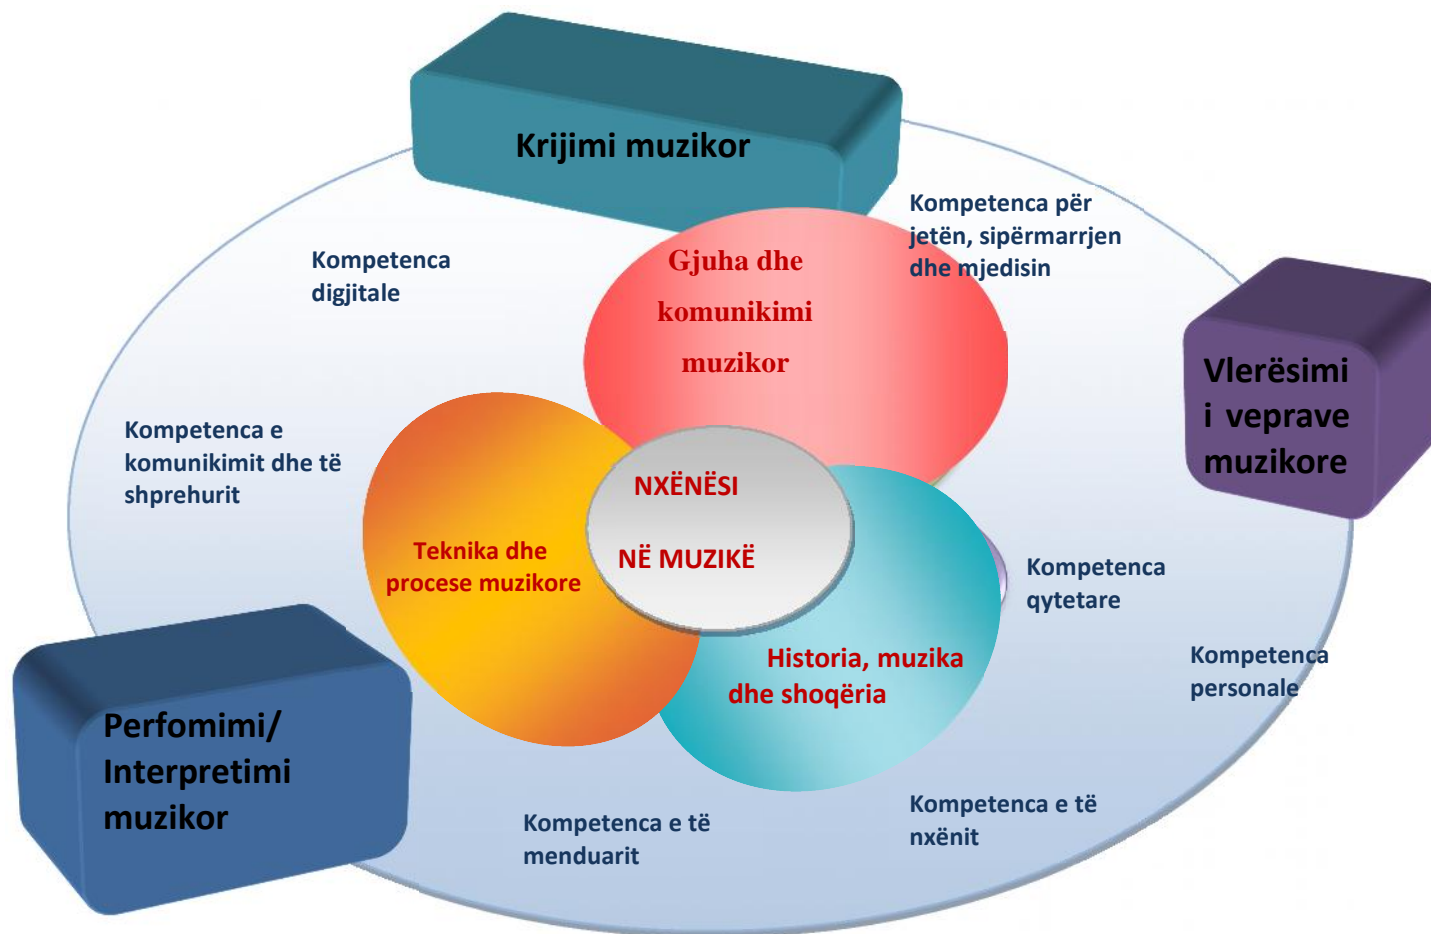 Krijimi muzikor
Kompetenca për
jetën, sipërmarrjen
dhe mjedisin
Kompetenca
digjitale
Gjuha dhe
komunikimi
muzikor
Vlerësimi
i veprave
muzikore
Kompetenca e
komunikimit dhe të
shprehurit
NXËNËSI
NË MUZIKË
Teknika dhe
procese muzikore
Kompetenca
qytetare
Historia, muzika
dhe shoqëria
Kompetenca
personale
Perfomimi/
Interpretimi
muzikor
Kompetenca e të
menduarit
Kompetenca e të
nxënit